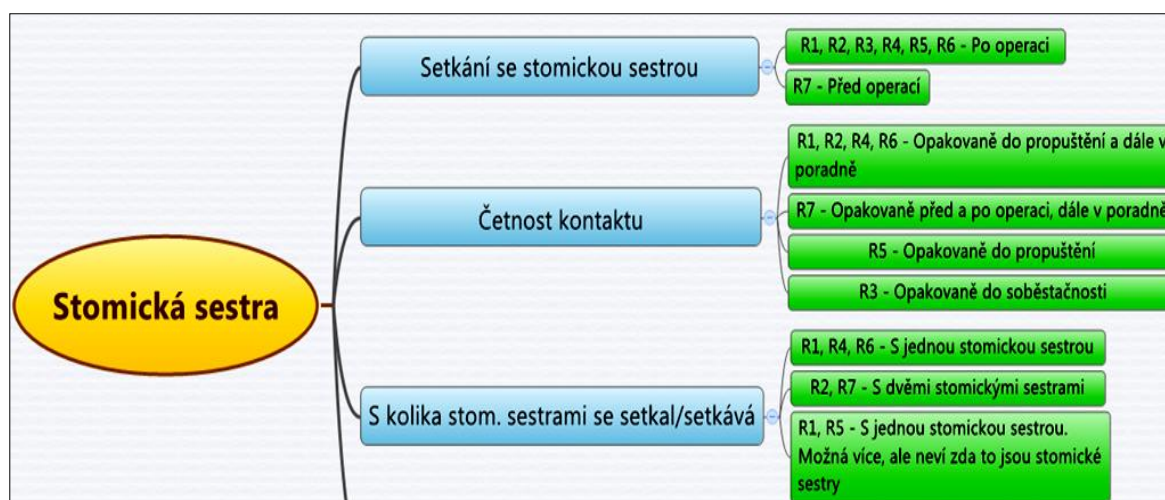 Stomická sestra
Setkání se stomickou sestrou
R1, R2, R3, R4, R5, R6 - Po operaci
R7 - Před operací
Četnost kontaktu
R1, R2, R4, R6 - Opakovaně do propuštění a dále v
poradně
R7 - Opakovaně před a po operaci, dále v poradně
R5 - Opakovaně do propuštění
R3 - Opakovaně do soběstačnosti
S kolika stom. sestrami se setkal/setkává
R1, R4, R6 - S jednou stomickou sestrou
R2, R7 - S dvěmi stomickými sestrami
R1, R5 - S jednou stomickou sestrou.
Možná více, ale neví zda to jsou stomické
sestry